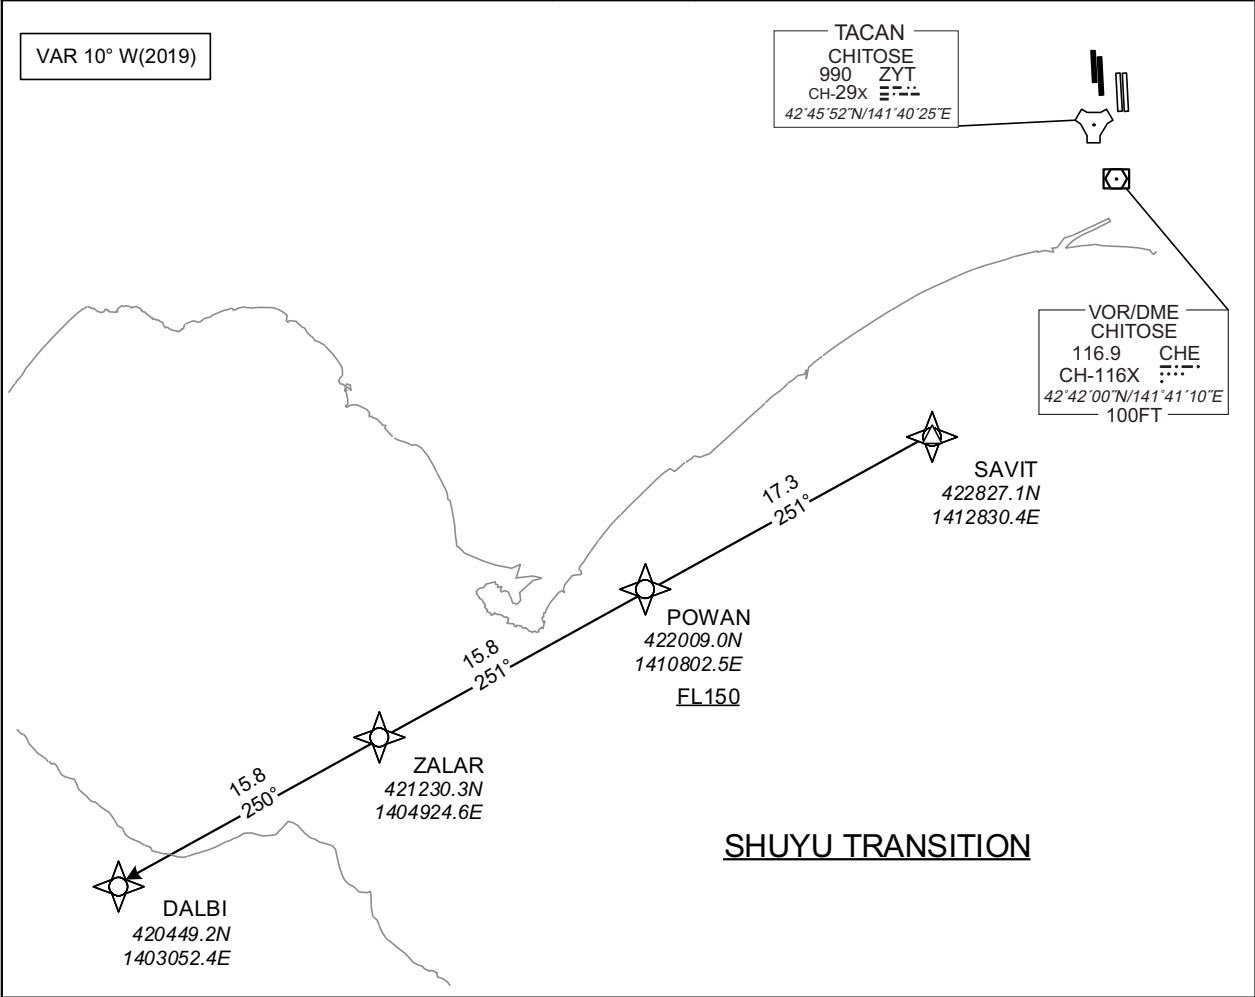 VAR 10° W(2019)
TACAN
CHITOSE
990 ZYT
CH-29X
42°45´52˝N/141°40´25˝E
VOR/DME
CHITOSE
116.9 CHE
CH-116X
42°42´00˝N/141°41´10˝E
100FT
SAVIT
422827.1N
1412830.4E
17.3
251°
POWAN
422009.0N
1410802.5E
FL150
15.8
251°
ZALAR
421230.3N
1404924.6E
15.8
250°
SHUYU TRANSITION
DALBI
420449.2N
1403052.4E